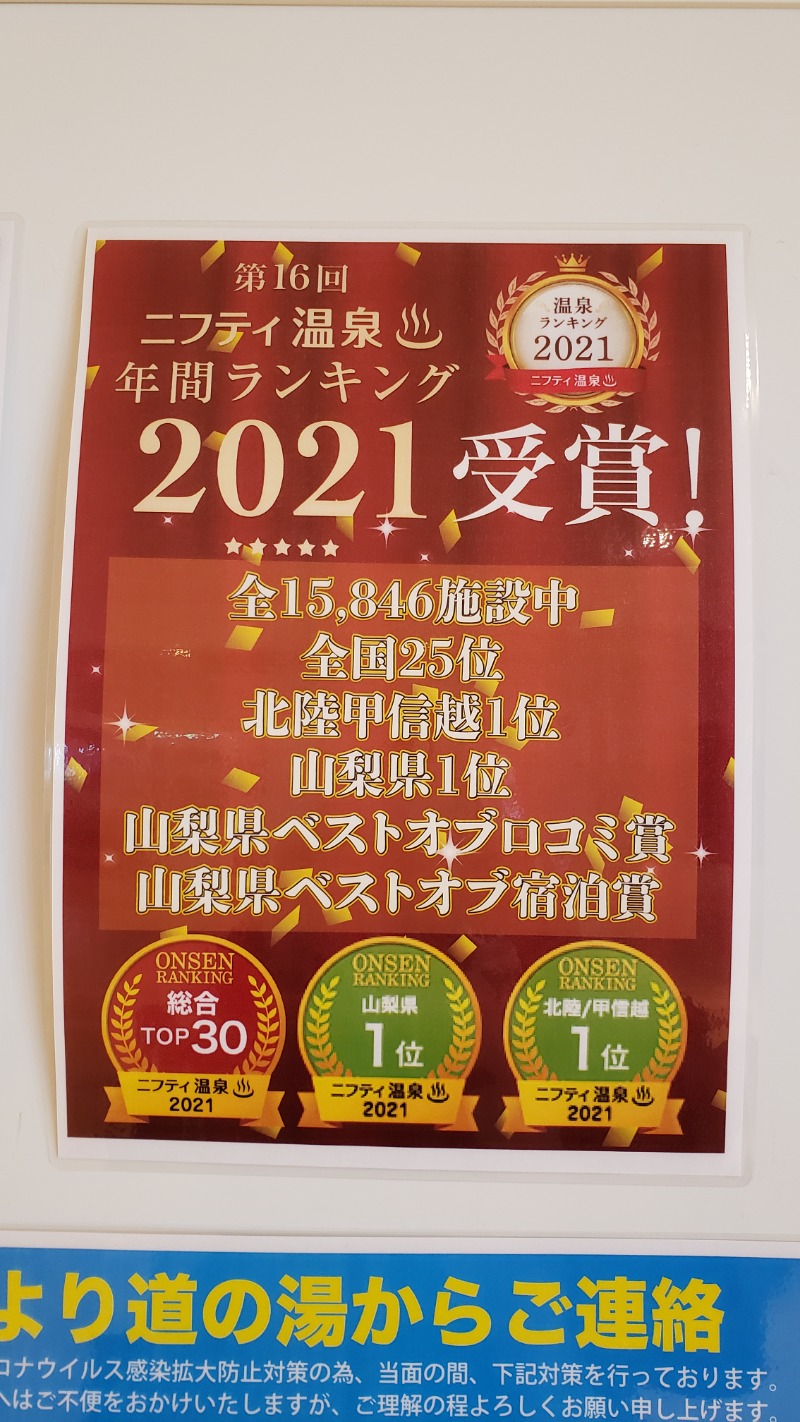 第16回
ニフティ温泉
年間ランキング
2021受賞!
温泉
ランキング
2021
ニフティ温泉
全15,846施設中
全国25位
北陸甲信越1位
山梨県1位
山梨県ベストオブ口コミ賞
山梨県ベストオブ宿泊賞
ONSEN
RANKING
総合
TOP30
ニフティ温泉
2021
ONSEN
RANKING
山梨県
1位
ニフティ温泉
2021
ONSEN
RANKING
北陸/甲信越
1位
ニフティ温泉
2021
より道の湯からご連絡
ロナウイルス感染拡大防止対策の為、当面の間、下記対策を行っております。
へはご不便をおかけいたしますが、ご理解の程よろしくお願い申し上げます。